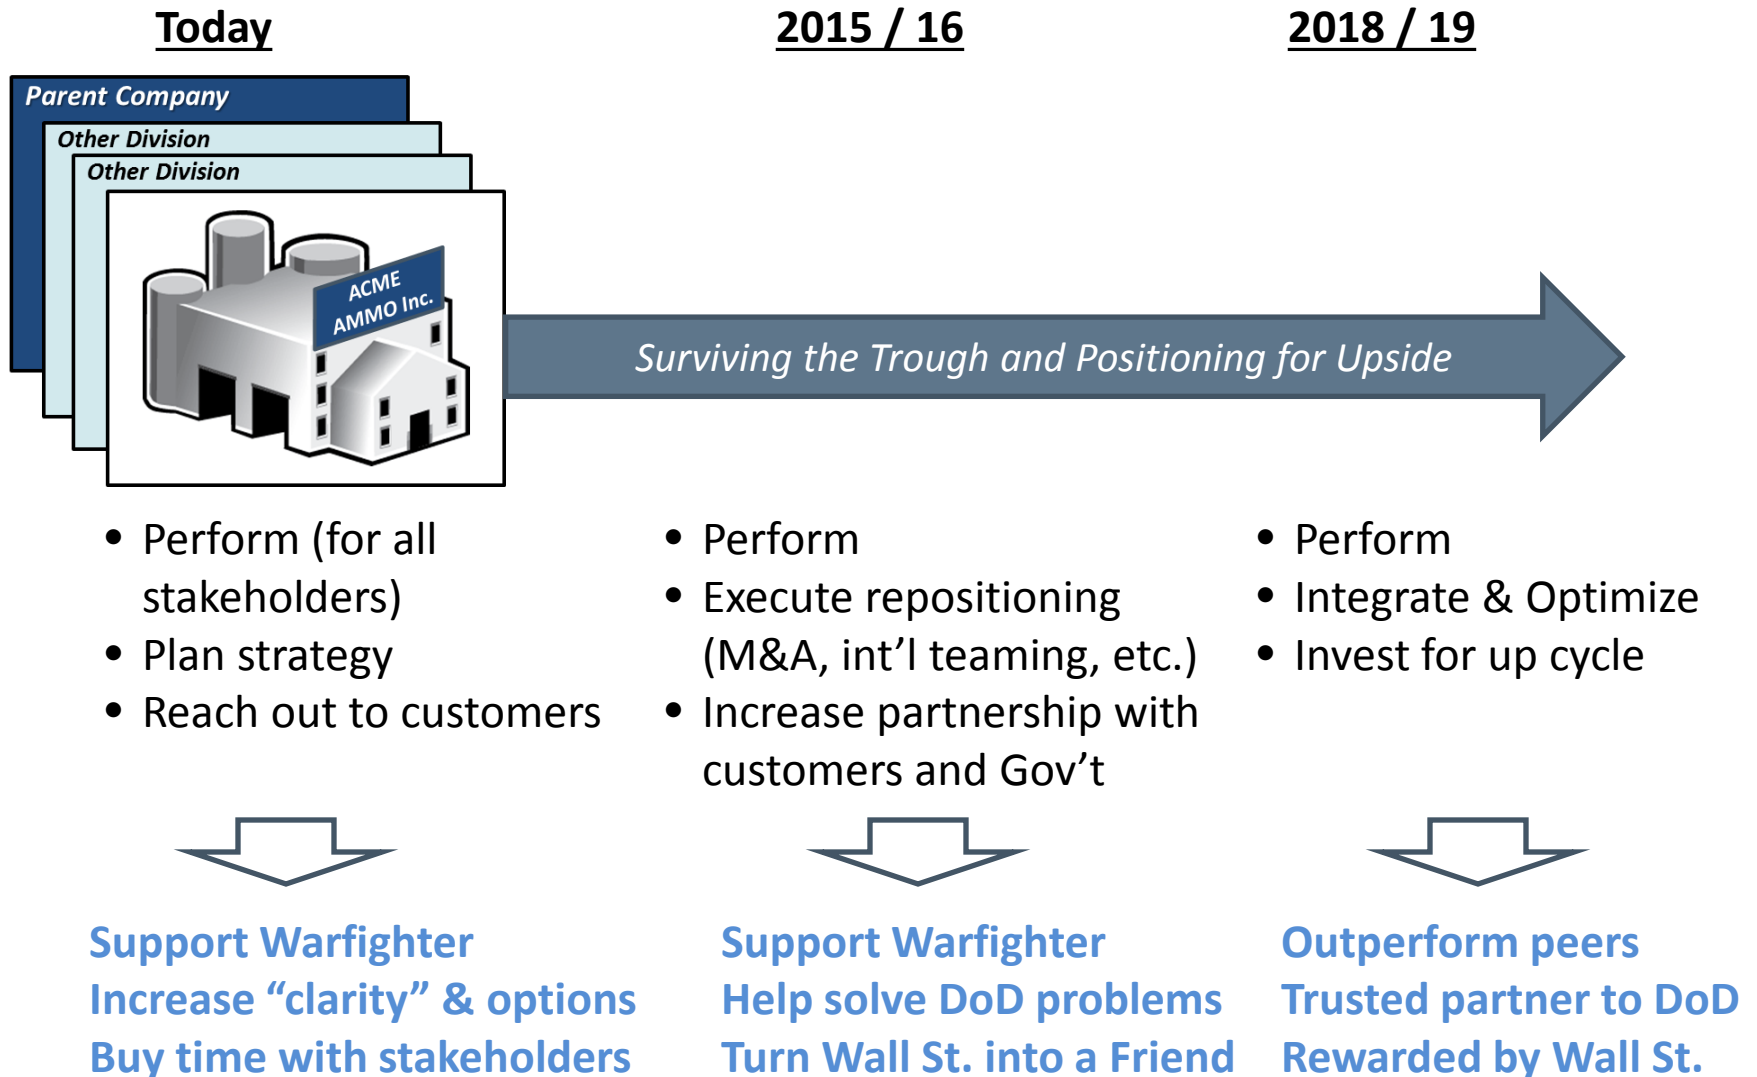 Today
2015 / 16
2018 / 19
Parent Company
Other Division
Other Division
ACME
AMMO Inc.
Surviving the Trough and Positioning for Upside
• Perform (for all
stakeholders)
• Plan strategy
• Reach out to customers
• Perform
• Execute repositioning
(M&A, int’l teaming, etc.)
• Increase partnership with
customers and Gov’t
• Perform
• Integrate & Optimize
• Invest for up cycle
Support Warfighter
Increase “clarity” & options
Buy time with stakeholders
Support Warfighter
Help solve DoD problems
Turn Wall St. into a Friend
Outperform peers
Trusted partner to DoD
Rewarded by Wall St.